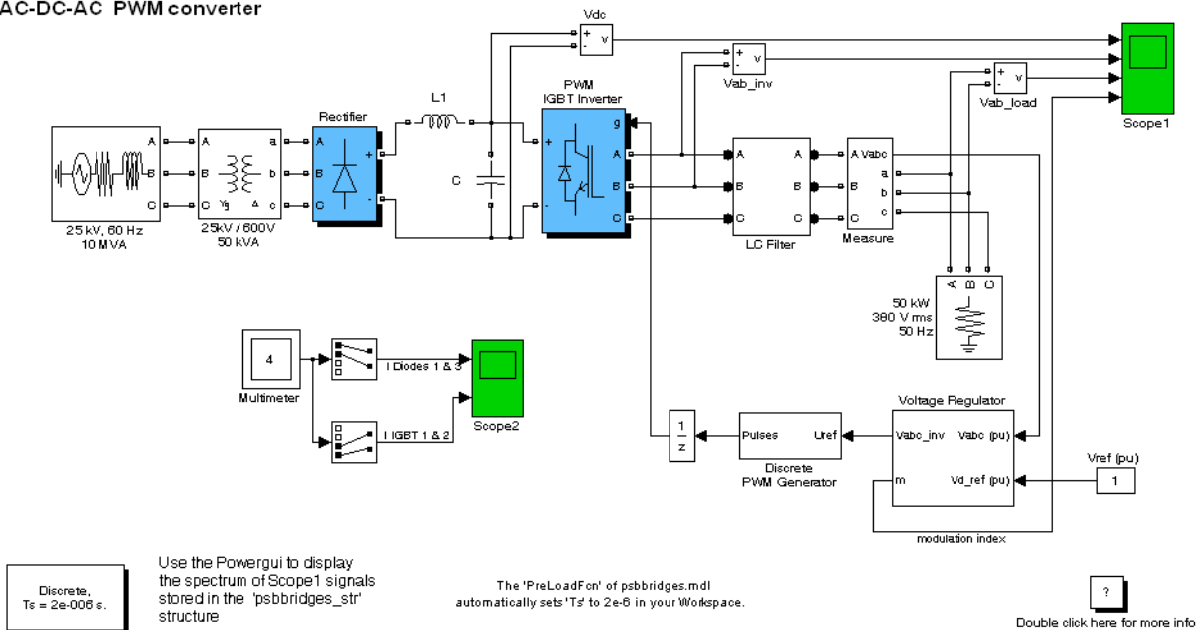 AC-DC-AC PWM converter
Vdc
+
-
v
+
-
v
Vab_inv
+
-
v
Vab_load
Scope1
L1
PWM
IGBT Inverter
Rectifier
C
A
B
C
25 kV, 60 Hz
10 MVA
A
B
C
a
b
c
Yg
Δ
25kV / 600V
50 kVA
A
B
C
+
-
+
-
g
A
B
C
A
B
C
A
B
C
LC Filter
A
B
C
Vabc
a
b
c
Measure
A
B
C
50 kW
380 V rms
50 Hz
4
Multimeter
I Diodes 1 & 3
I IGBT 1 & 2
Scope2
1
z
Pulses
Uref
Discrete
PWM Generator
Voltage Regulator
Vabc_inv
Vabc (pu)
m
Vd_ref (pu)
Vref (pu)
1
modulation index
Discrete,
Ts = 2e-006 s.
Use the Powergui to display
the spectrum of Scope1 signals
stored in the 'psbbridges_str'
structure
The 'PreLoadFcn' of psbbridges.mdl
automatically sets 'Ts' to 2e-6 in your Workspace.
?
Double click here for more info